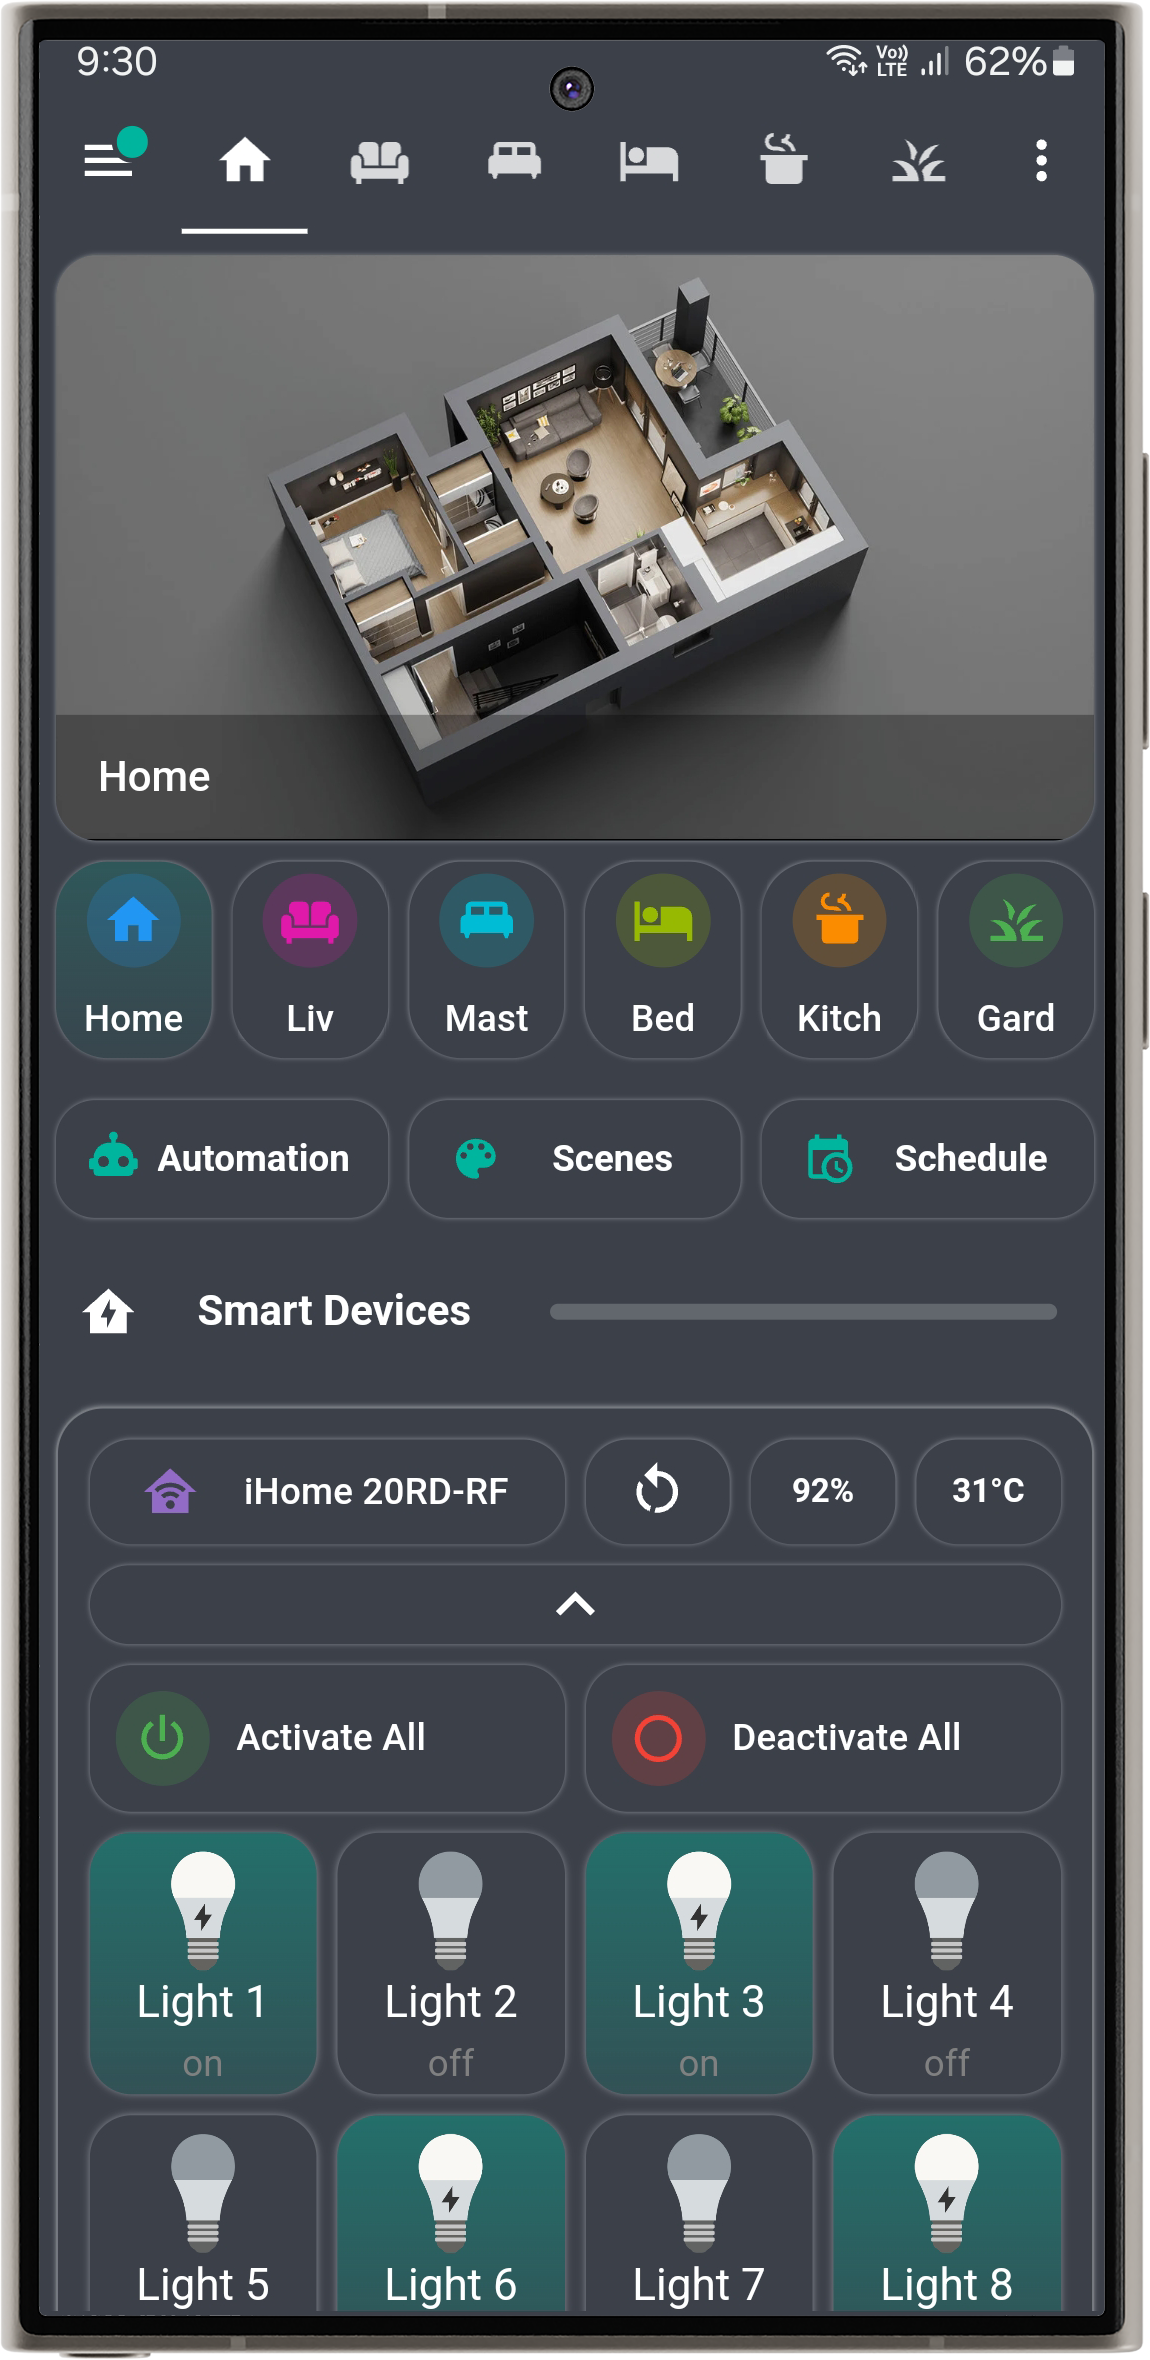 9:30 Vo)) LTE 62%
Home
Home Liv Mast Bed Kitch Gard
Automation Scenes Schedule
Smart Devices
iHome 20RD-RF 92% 31°C
Activate All Deactivate All
Light 1 Light 2 Light 3 Light 4
on off on off
Light 5 Light 6 Light 7 Light 8